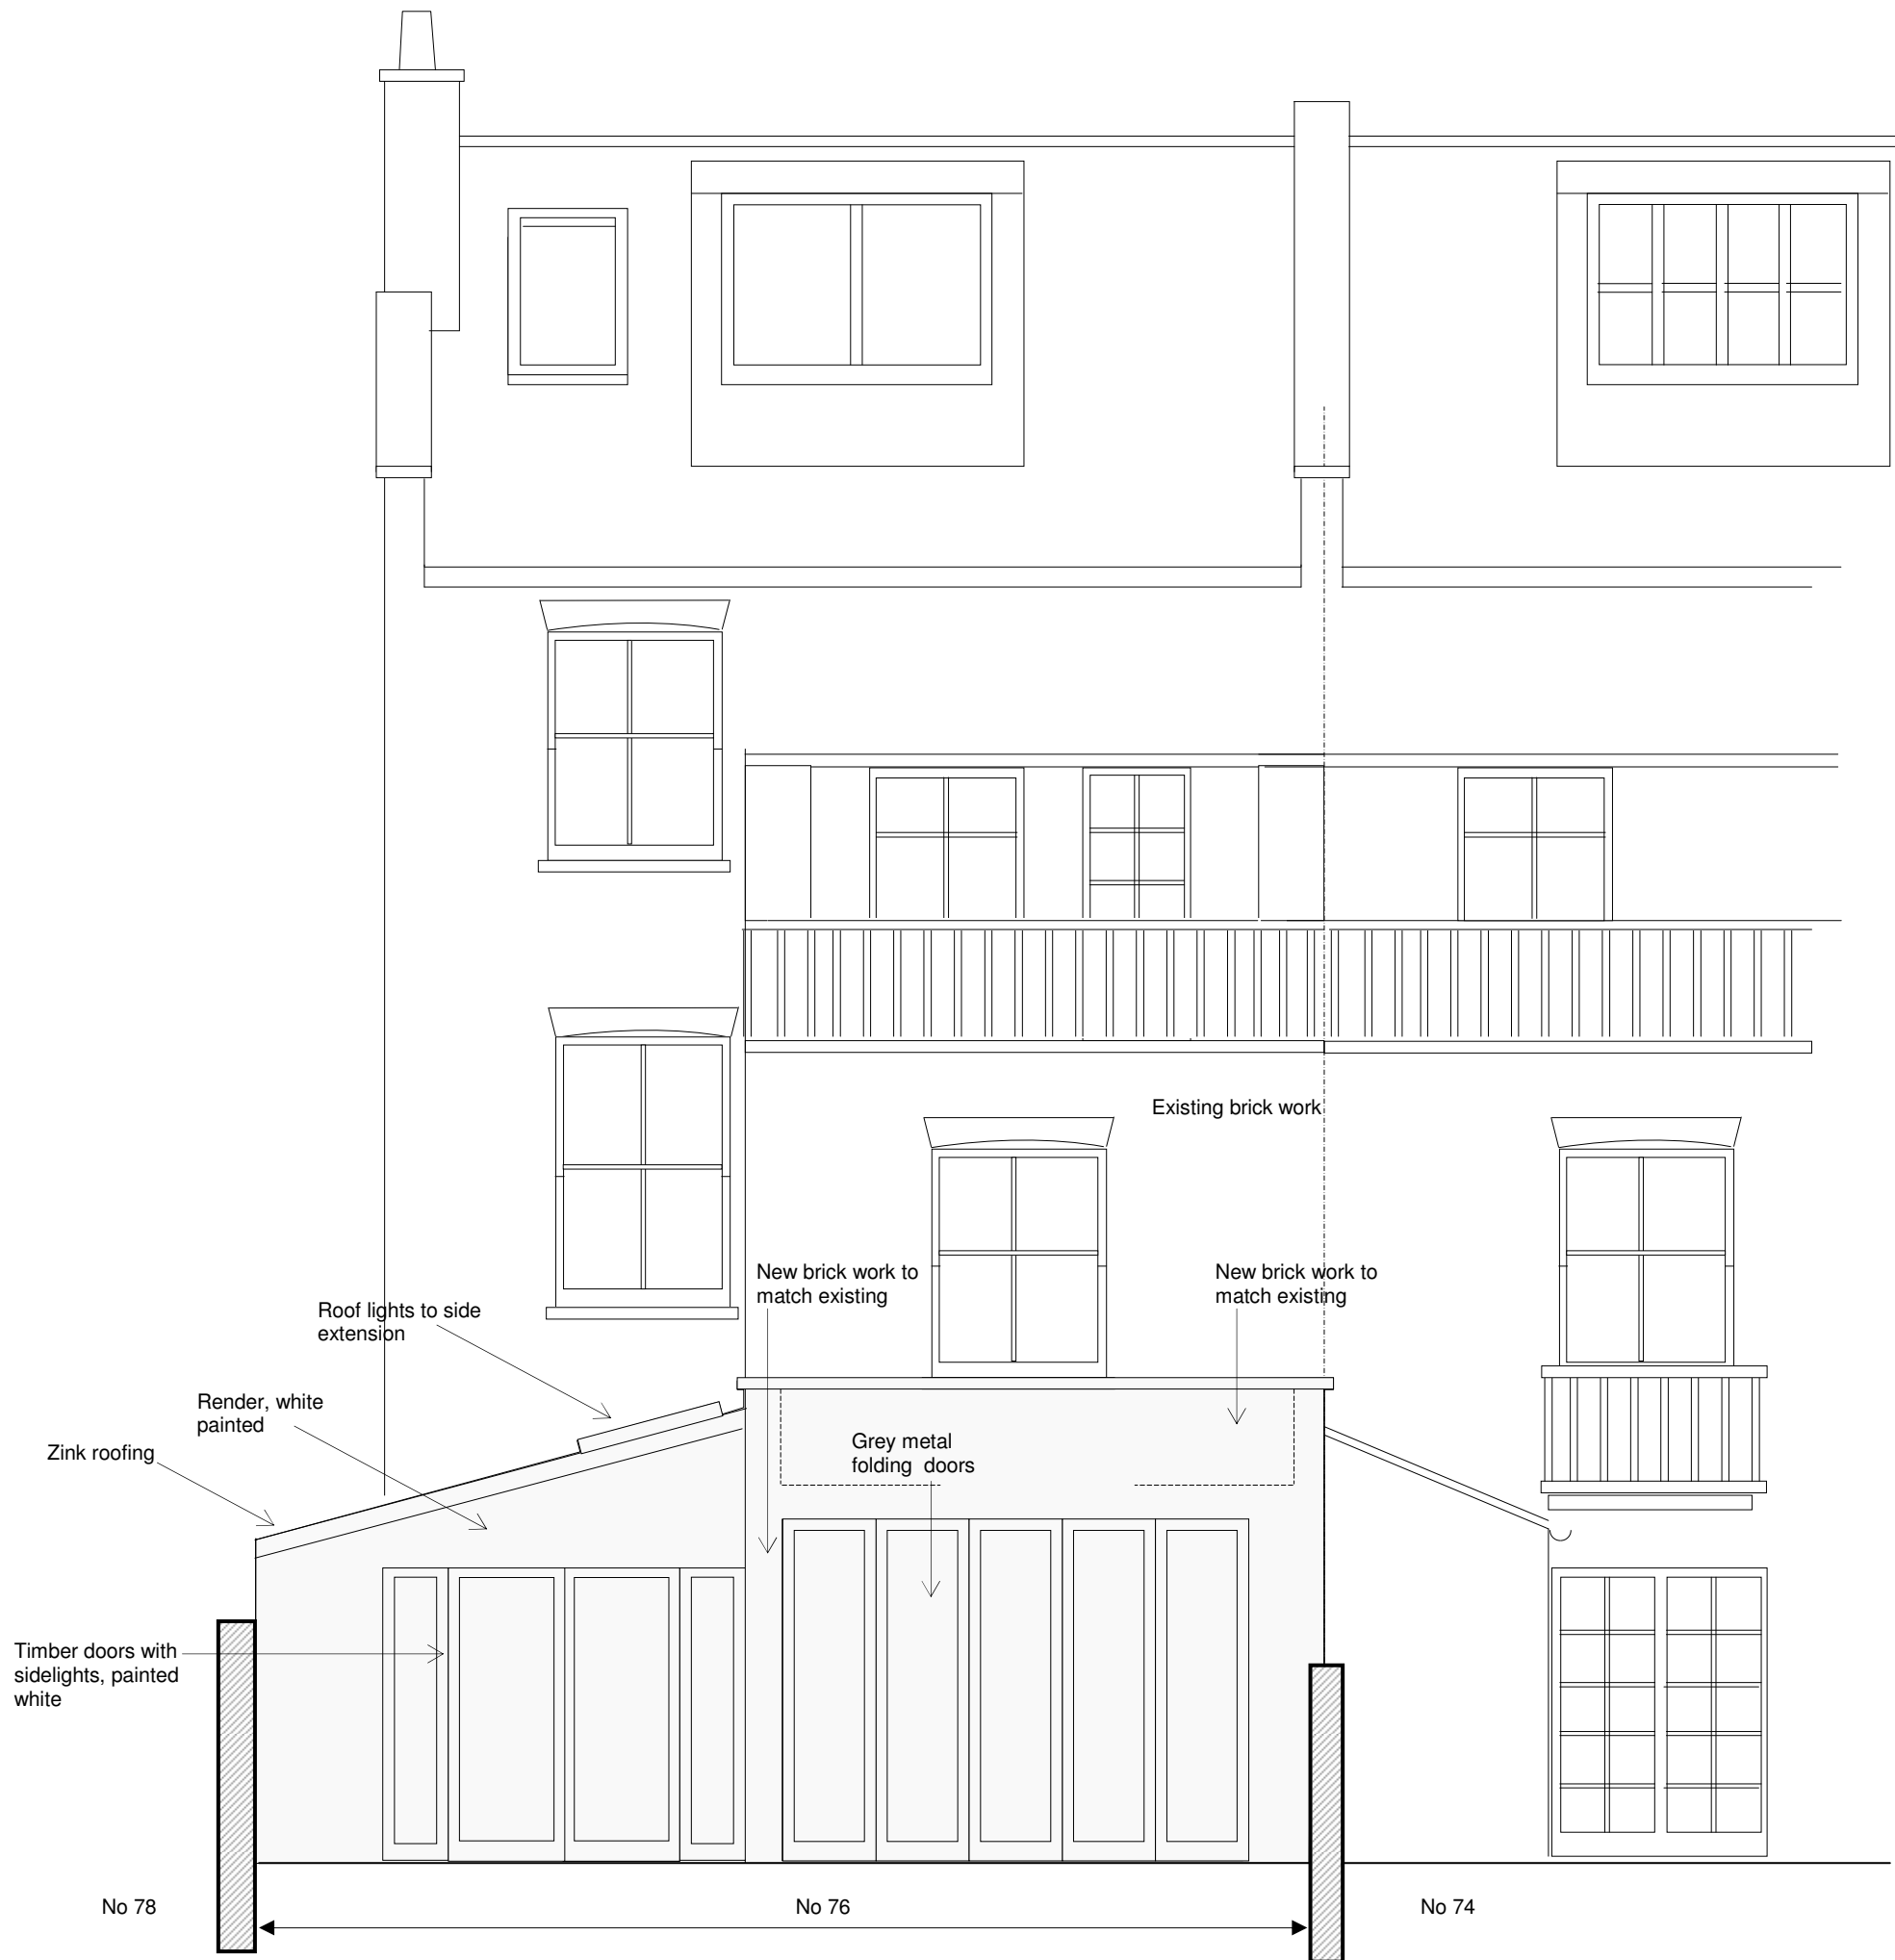 Existing brick work
New brick work to
match existing
New brick work to
match existing
Roof lights to side
extension
Render, white
painted
Zink roofing
Grey metal
folding doors
Timber doors with
sidelights, painted
white
No 78
No 76
No 74